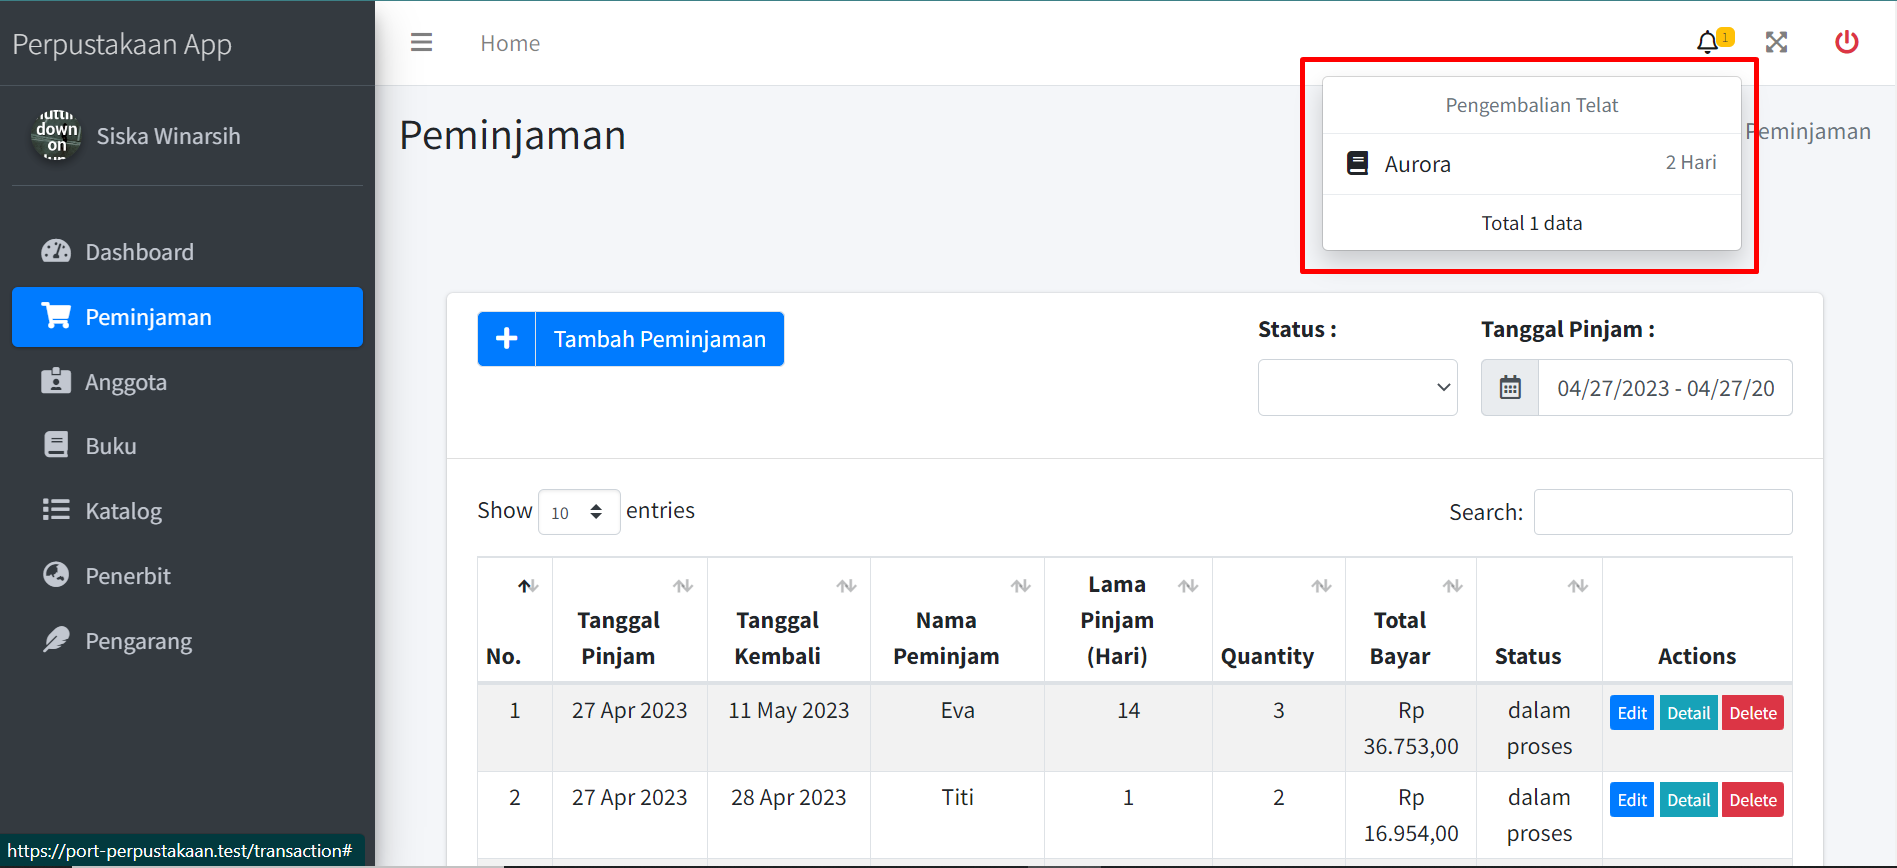 Perpustakaan App
Home
1
down
on
Siska Winarsih
Dashboard
Peminjaman
Anggota
Buku
Katalog
Penerbit
Pengarang
Peminjaman
Peminjaman
Pengembalian Telat
Aurora 2 Hari
Total 1 data
Tambah Peminjaman
Status :
Tanggal Pinjam :
04/27/2023 - 04/27/20
Show 10 entries
Search:
No. Tanggal Pinjam Tanggal Kembali Nama Peminjam Lama Pinjam (Hari) Quantity Total Bayar Status Actions
1 27 Apr 2023 11 May 2023 Eva 14 3 Rp 36.753,00 dalam proses Edit Detail Delete
2 27 Apr 2023 28 Apr 2023 Titi 1 2 Rp 16.954,00 dalam proses Edit Detail Delete
https://port-perpustakaan.test/transaction#